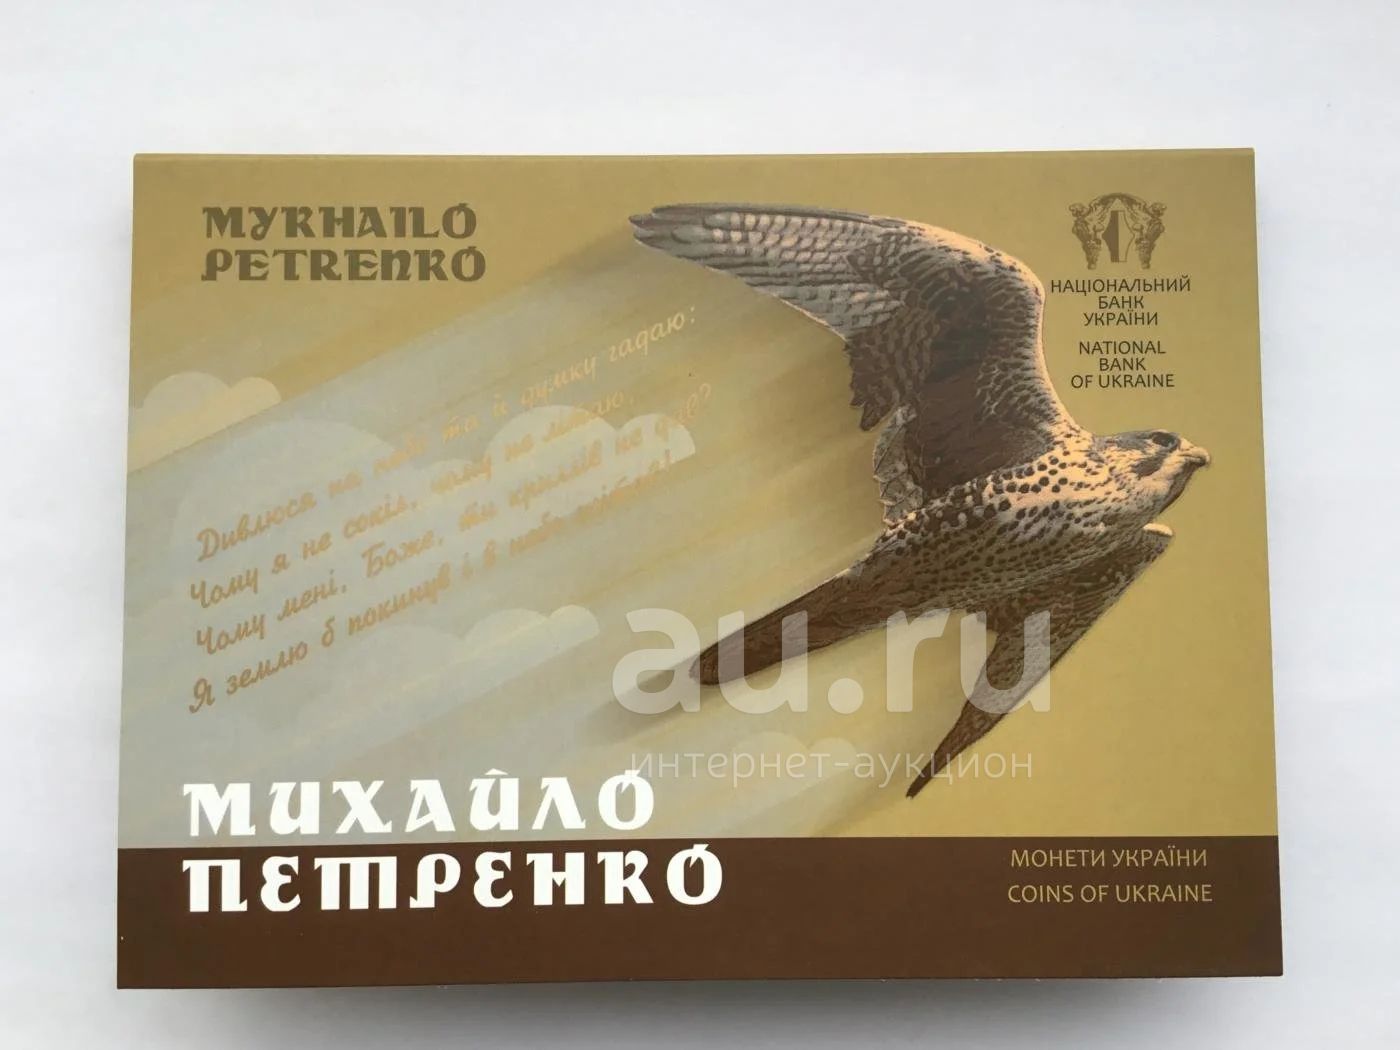 MYKHAILO
PETRENKO
НАЦІОНАЛЬНИЙ
БАНК
УКРАЇНИ
NATIONAL
BANK
OF UKRAINE
Дивлюся на небо та й думку гадаю:
Чому я не сокіл, чому не літаю,
Чому мені, Боже, ти крилів не дав?
Я землю б покинув і в небо злітав!
au.ru
интернет-аукцион
МИХАЙЛО
ПЕТРЕНКО
МОНЕТИ УКРАЇНИ
COINS OF UKRAINE